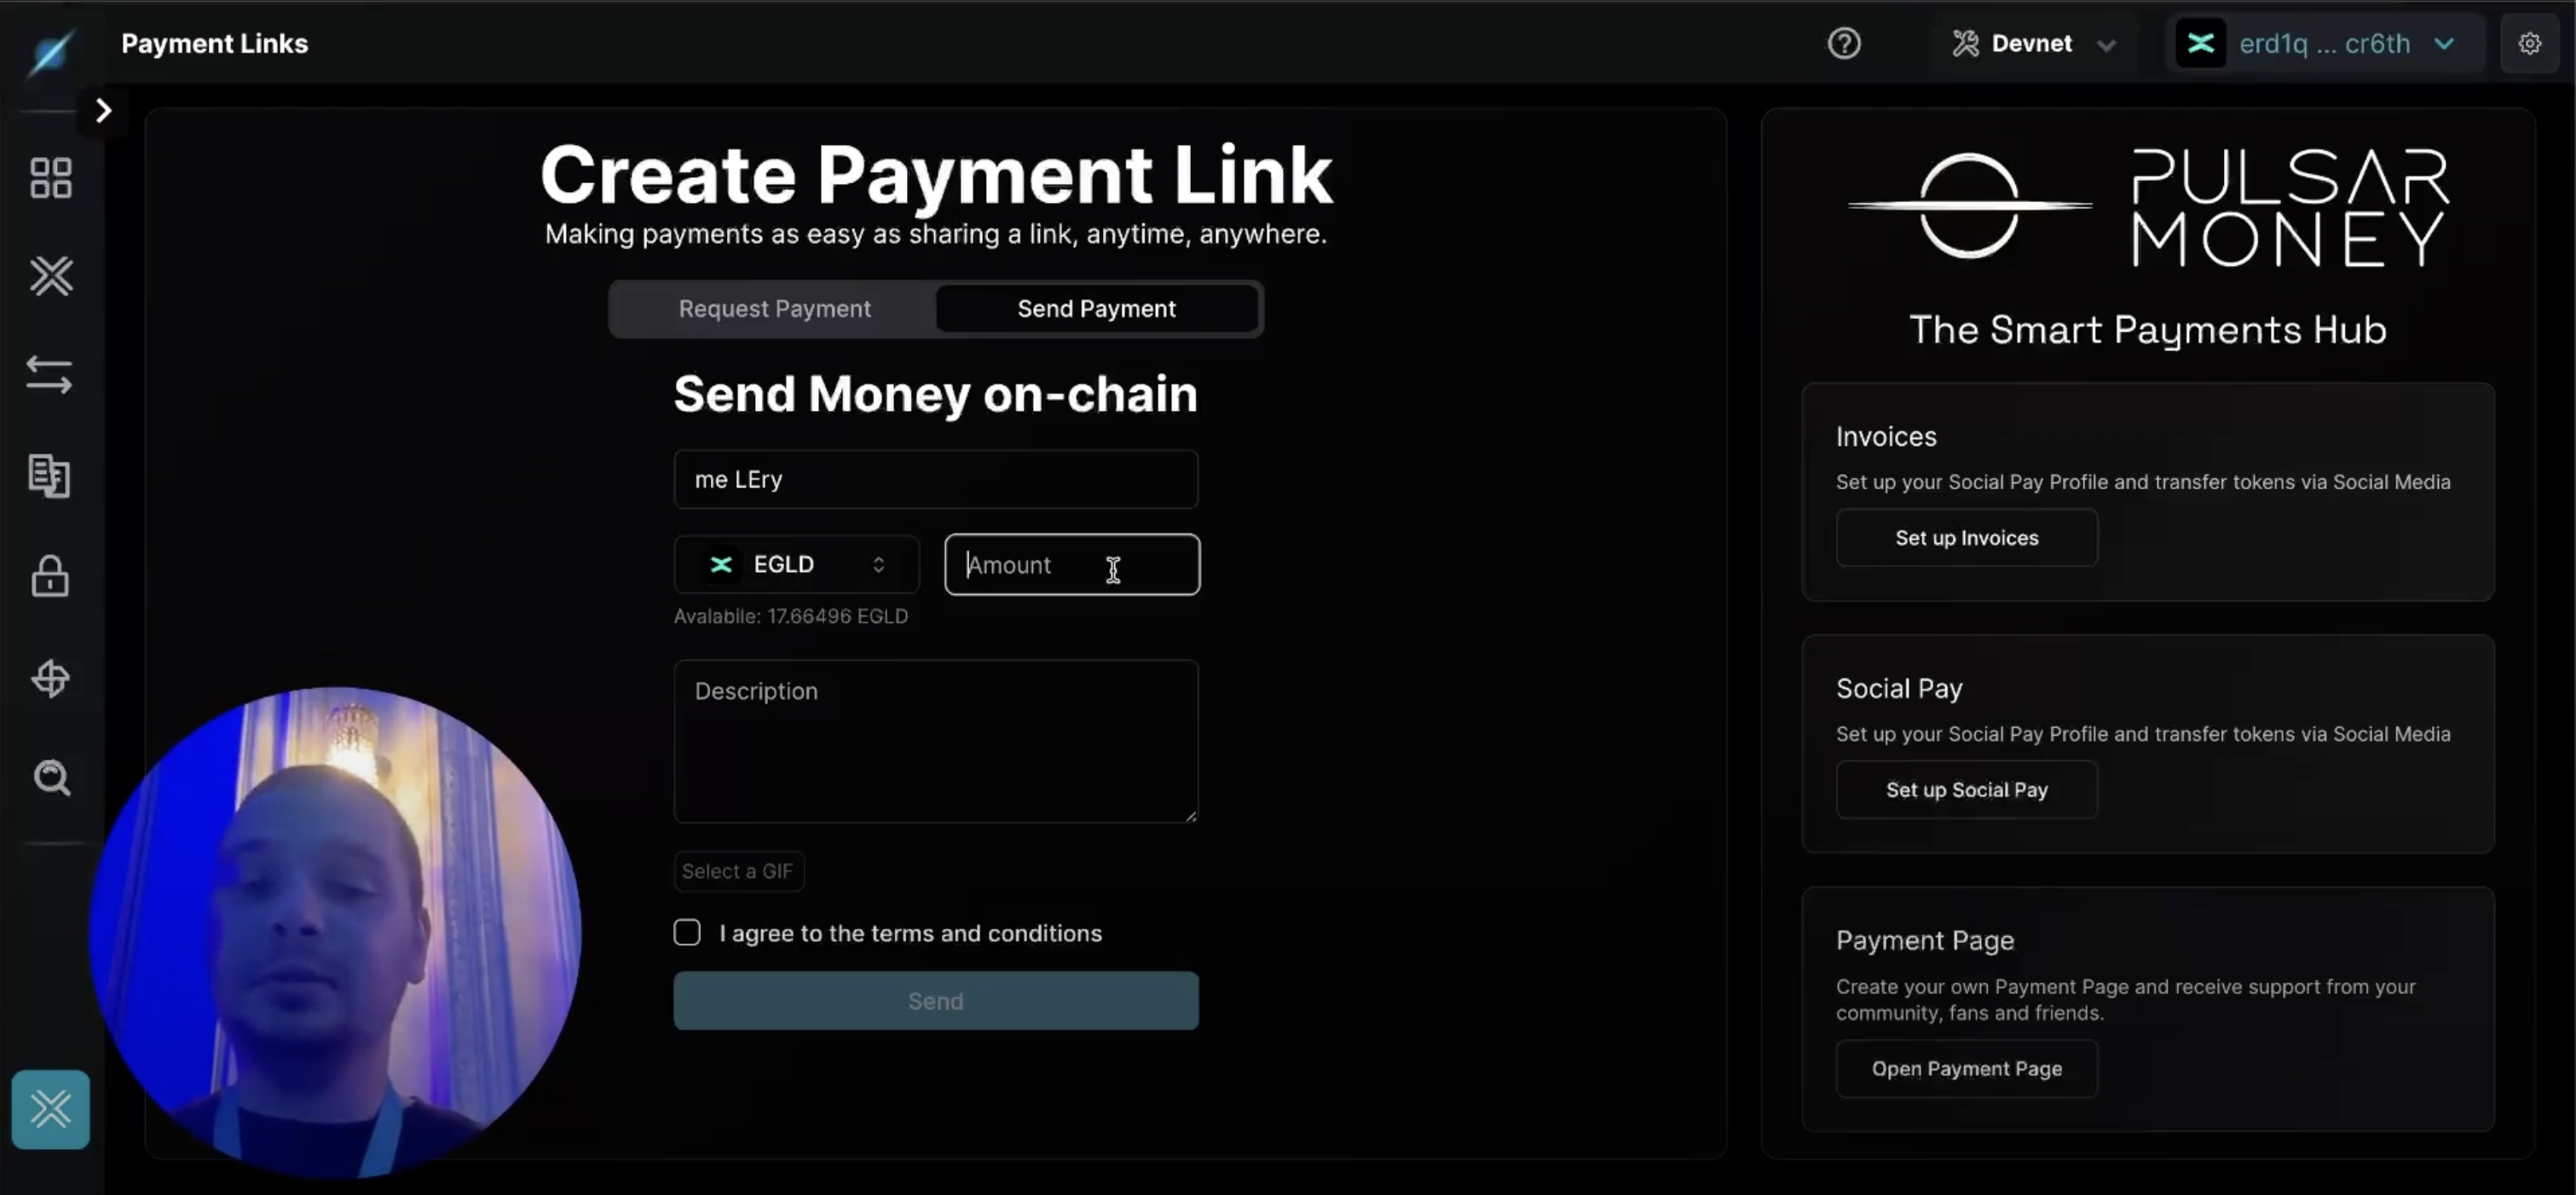 Payment Links
Devnet
erd1q ... cr6th
Create Payment Link
Making payments as easy as sharing a link, anytime, anywhere.
Request Payment
Send Payment
Send Money on-chain
me LEry
EGLD
Amount
Avalabile: 17.66496 EGLD
Description
Select a GIF
I agree to the terms and conditions
Send
PULSAR
MONEY
The Smart Payments Hub
Invoices
Set up your Social Pay Profile and transfer tokens via Social Media
Set up Invoices
Social Pay
Set up your Social Pay Profile and transfer tokens via Social Media
Set up Social Pay
Payment Page
Create your own Payment Page and receive support from your
community, fans and friends.
Open Payment Page